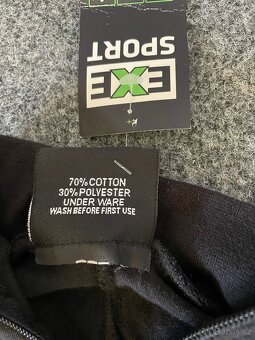 EXE
SPORT
70% COTTON
30% POLYESTER
UNDER WARE
WASH BEFORE FIRST USE